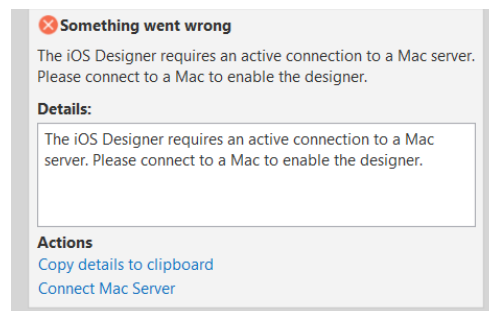 Something went wrong
The iOS Designer requires an active connection to a Mac server.
Please connect to a Mac to enable the designer.
Details:
The iOS Designer requires an active connection to a Mac
server. Please connect to a Mac to enable the designer.
Actions
Copy details to clipboard
Connect Mac Server